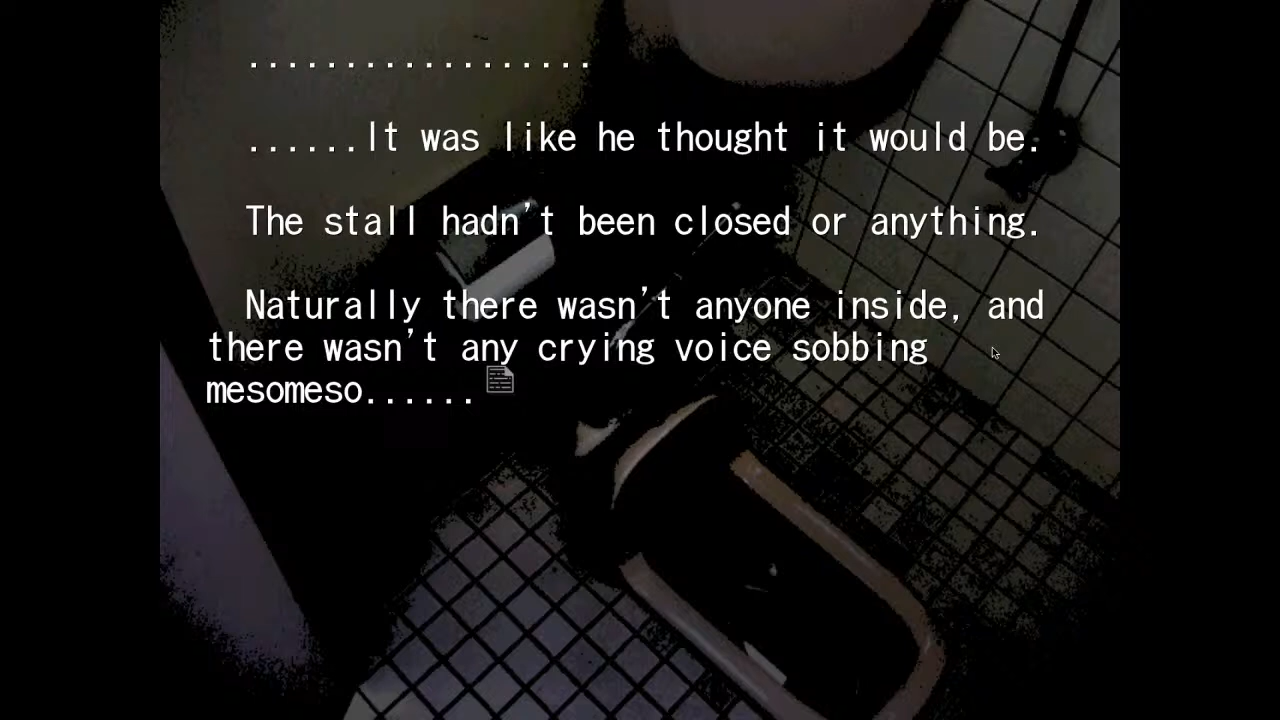 ..................
......It was like he thought it would be.
The stall hadn't been closed or anything.
Naturally there wasn't anyone inside, and
there wasn't any crying voice sobbing
mesomeso......